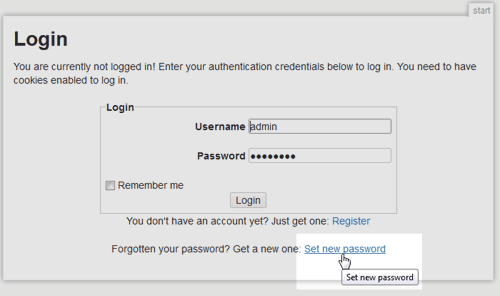 start
Login
You are currently not logged in! Enter your authentication credentials below to log in. You need to have
cookies enabled to log in.
Login
Username admin
Password ●●●●●●●●
Remember me
Login
You don't have an account yet? Just get one: Register
Forgotten your password? Get a new one: Set new password
Set new password